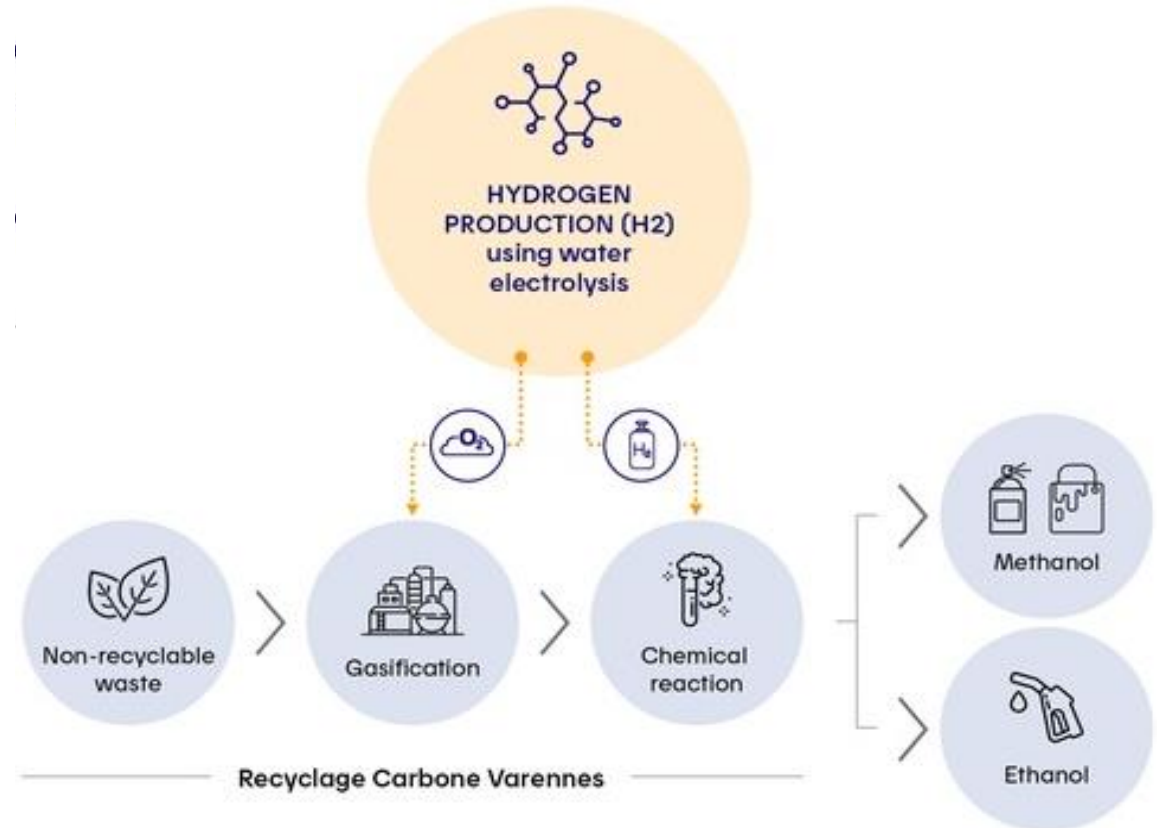 HYDROGEN
PRODUCTION (H2)
using water
electrolysis
O₂
H₂
Non-recyclable
waste
Gasification
Chemical
reaction
Methanol
Ethanol
Recyclage Carbone Varennes